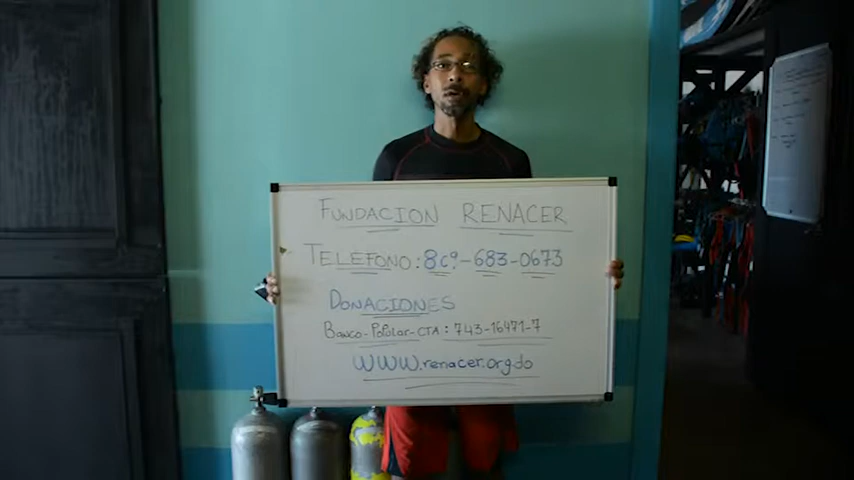 FUNDACION RENACER
TELEFONO: 809-683-0673
DONACIONES
BANCO-POPULAR-CTA: 743-16471-7
WWW.renacer.org.do